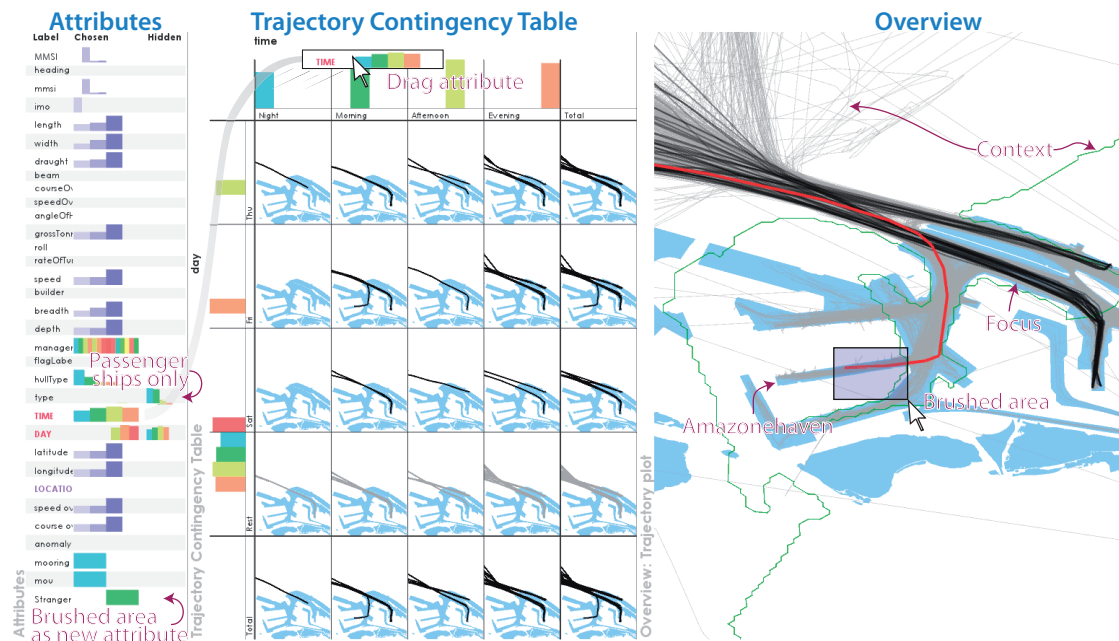 Attributes
Trajectory Contingency Table
Overview
Label Chosen Hidden
MMSI
heading
mmsi
imo
length
width
draught
beam
courseOv
speedOv
angleOfF
grossTonn
roll
rateOfTur
speed
builder
breadth
depth
manager
flagLabe
hullType
type
TIME
DAY
latitude
longitude
LOCATIO
speed ov
course ov
anomaly
mooring
mou
Stranger
Passenger
ships only
Brushed area
as new attribute
Attributes
time
TIME
Drag attribute
Night Morning Afternoon Evening Total
day
Thu
Fri
Sat
Rest
Total
Trajectory Contingency Table
Context
Focus
Brushed area
Amazonehaven
Overview: Trajectory plot